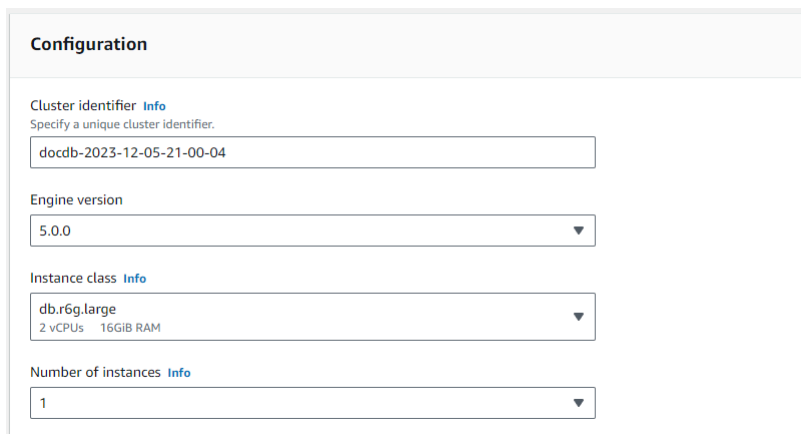 Configuration
Cluster identifier Info
Specify a unique cluster identifier.
docdb-2023-12-05-21-00-04
Engine version
5.0.0
Instance class Info
db.r6g.large
2 vCPUs 16GiB RAM
Number of instances Info
1